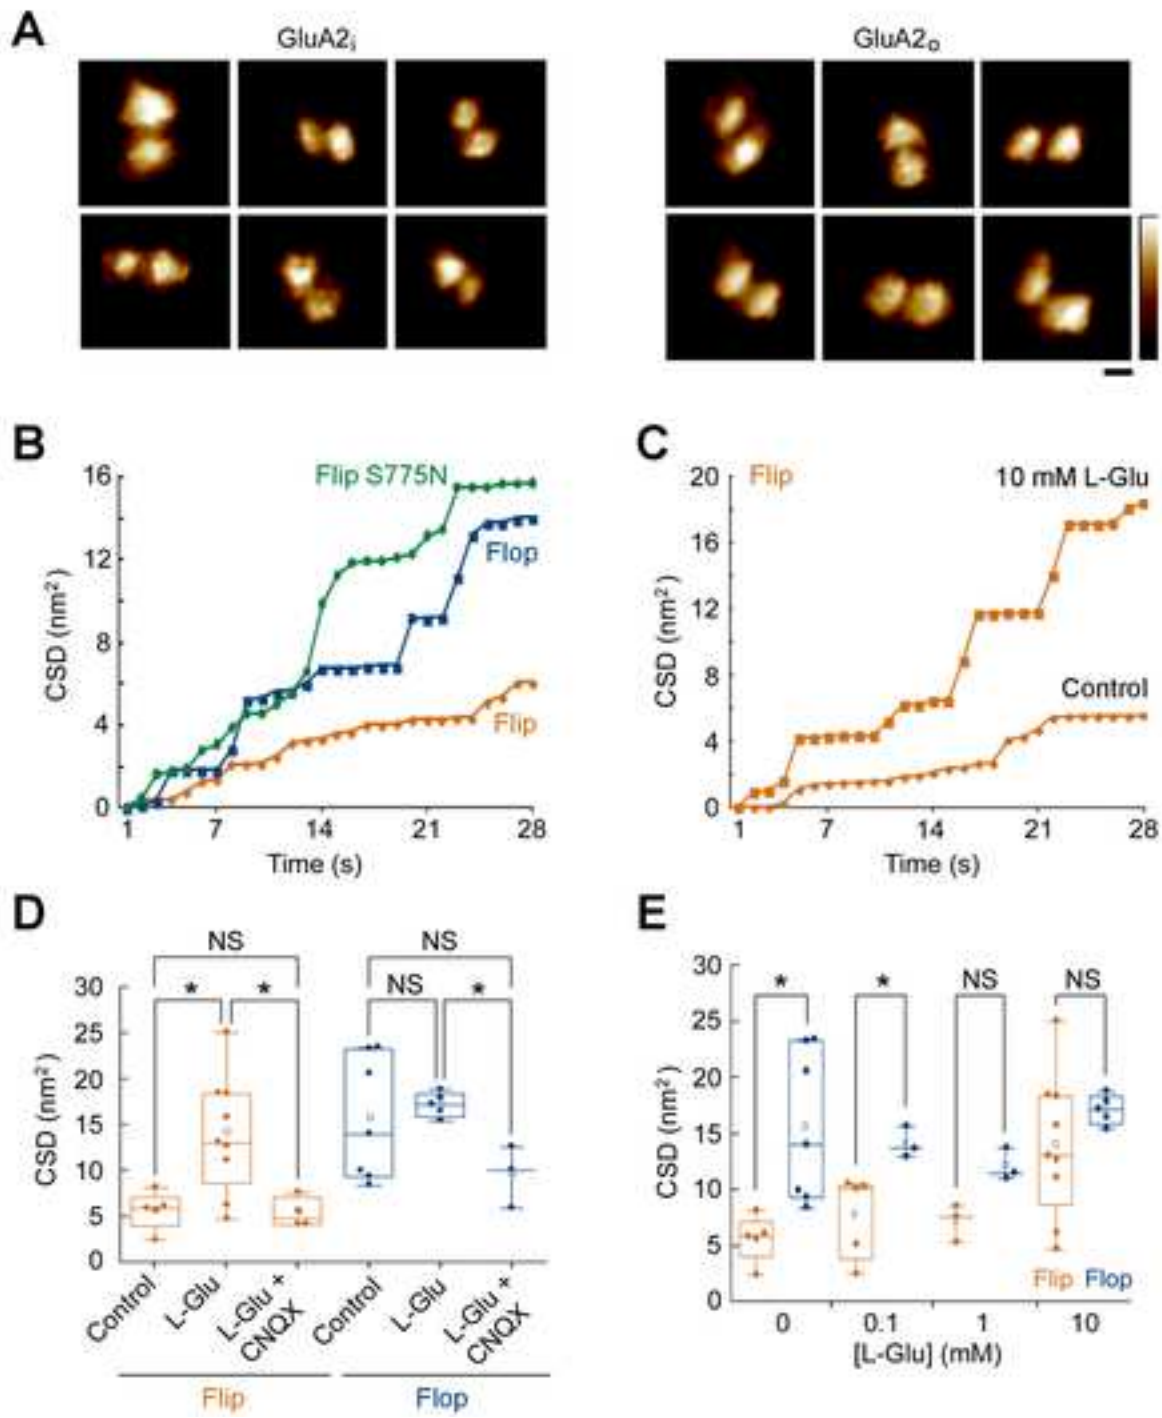 A
GluA2i
GluA2o
B
16
12
8
4
0
CSD (nm²)
Flip S775N
Flop
Flip
1
7
14
21
28
Time (s)
C
20
16
12
8
4
0
CSD (nm²)
Flip
10 mM L-Glu
Control
1
7
14
21
28
Time (s)
D
NS
NS
* * NS *
30
25
20
15
10
5
0
CSD (nm²)
Control
L-Glu
L-Glu +
CNQX
Control
L-Glu
L-Glu +
CNQX
Flip
Flop
E
* * NS NS
30
25
20
15
10
5
0
CSD (nm²)
Flip Flop
0
0.1
1
10
[L-Glu] (mM)